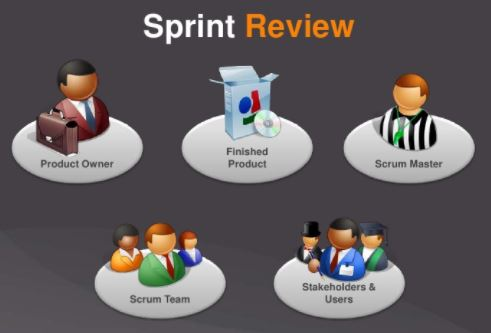 Sprint Review
Product Owner
Finished
Product
Scrum Master
Scrum Team
Stakeholders &
Users